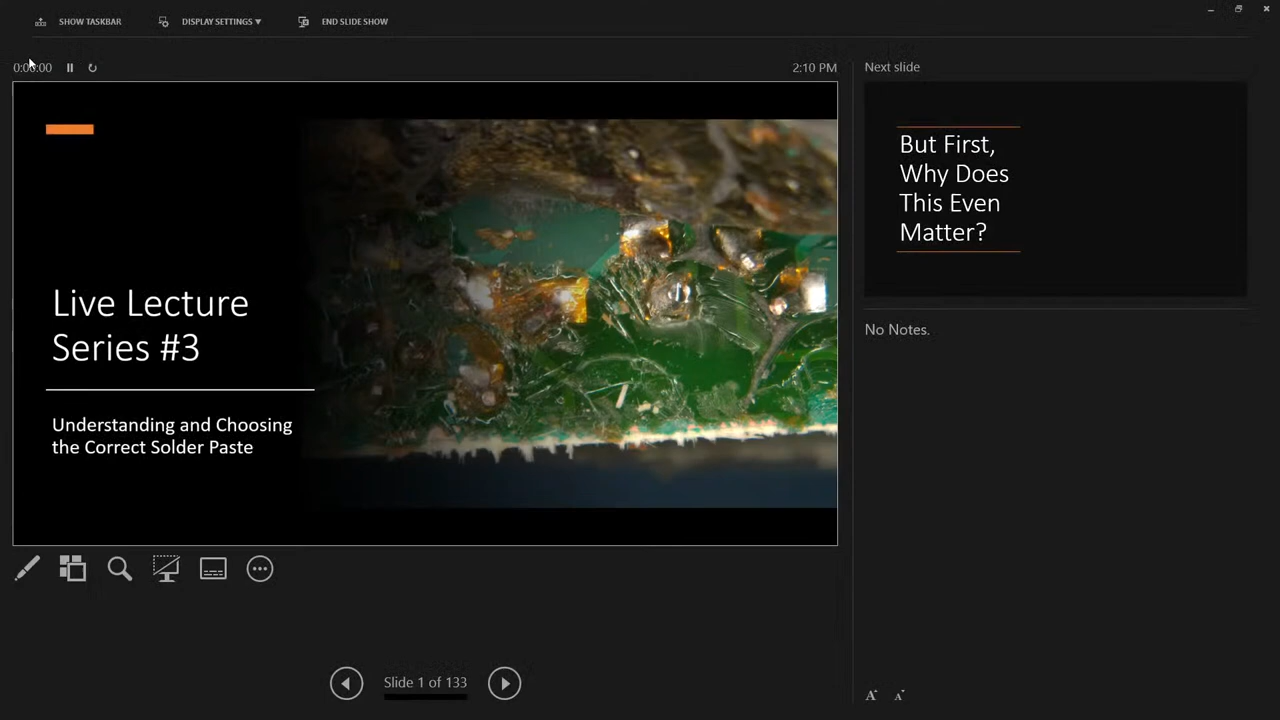 SHOW TASKBAR
DISPLAY SETTINGS ▼
END SLIDE SHOW
0:00:00
2:10 PM
Next slide
Live Lecture
Series #3
Understanding and Choosing
the Correct Solder Paste
But First,
Why Does
This Even
Matter?
No Notes.
Slide 1 of 133
A
A